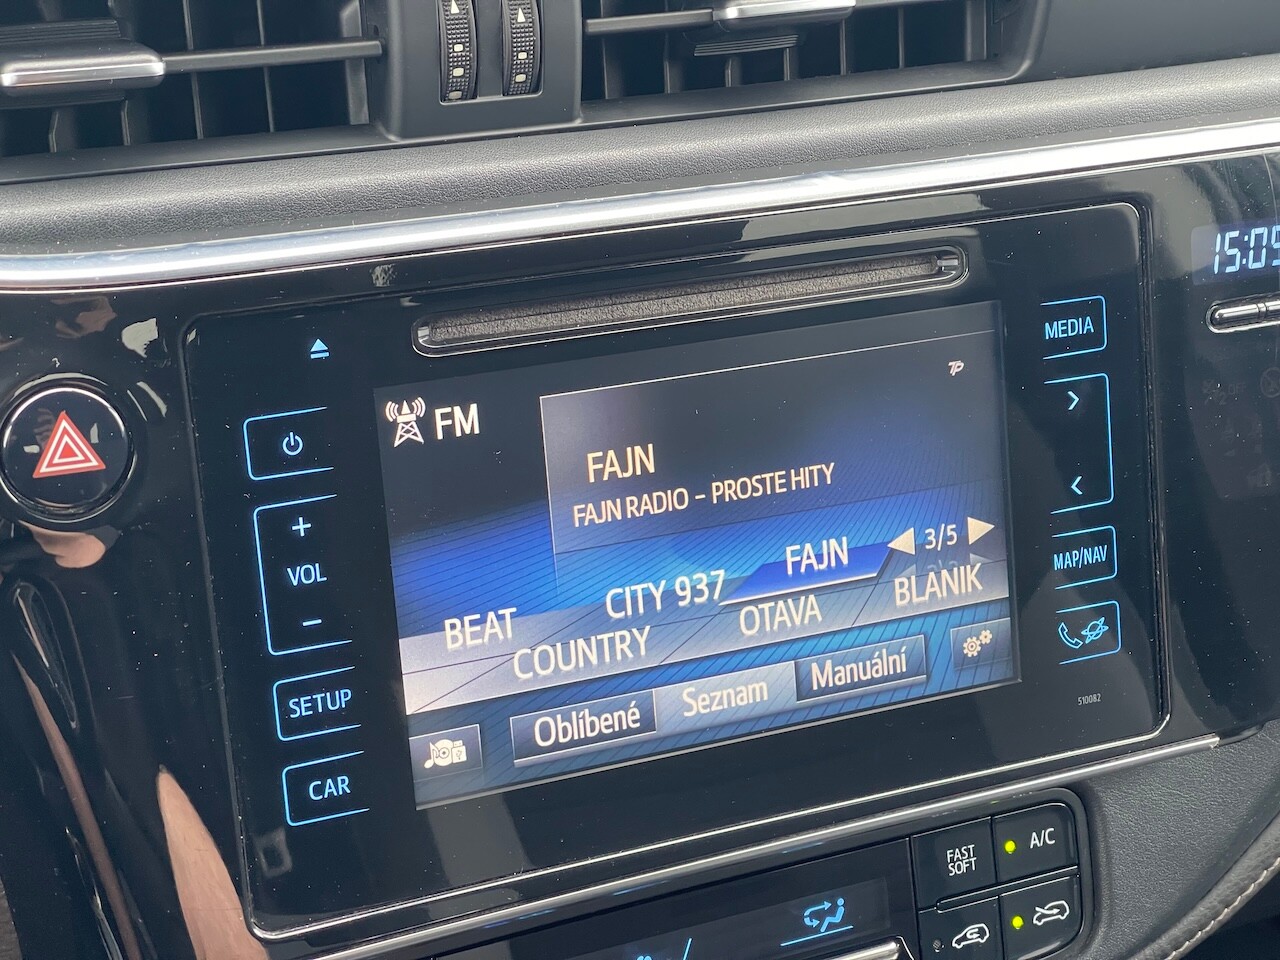 15:05
MEDIA
TP
FM
FAJN
FAJN RADIO - PROSTE HITY
VOL
FAJN
3/5
MAP/NAV
BEAT
CITY 937
COUNTRY
OTAVA
BLANIK
SETUP
Oblíbené
Seznam
Manuální
510082
CAR
FAST
SOFT
A/C